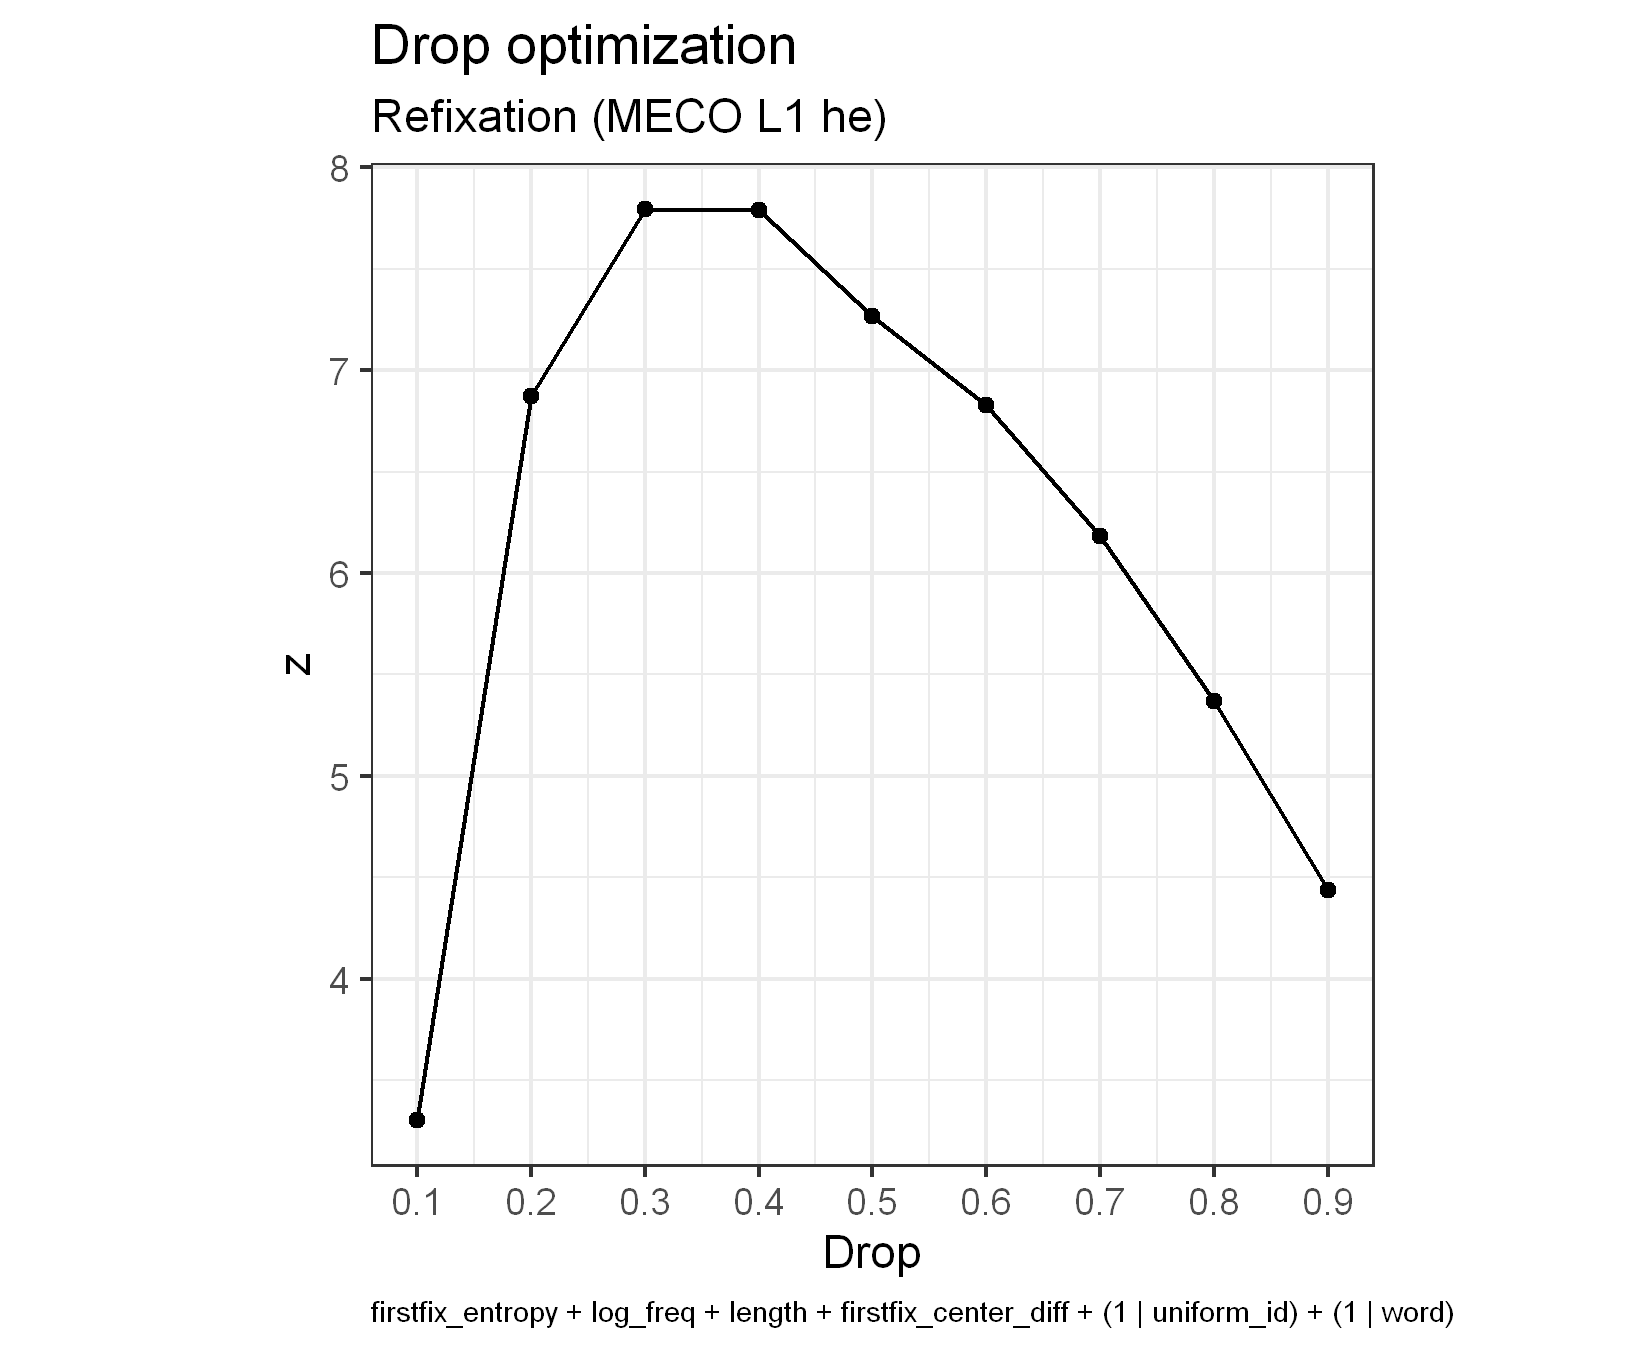 Drop optimization
Refixation (MECO L1 he)
8
7
6
5
4
z
0.1 0.2 0.3 0.4 0.5 0.6 0.7 0.8 0.9
Drop
firstfix_entropy + log_freq + length + firstfix_center_diff + (1 | uniform_id) + (1 | word)